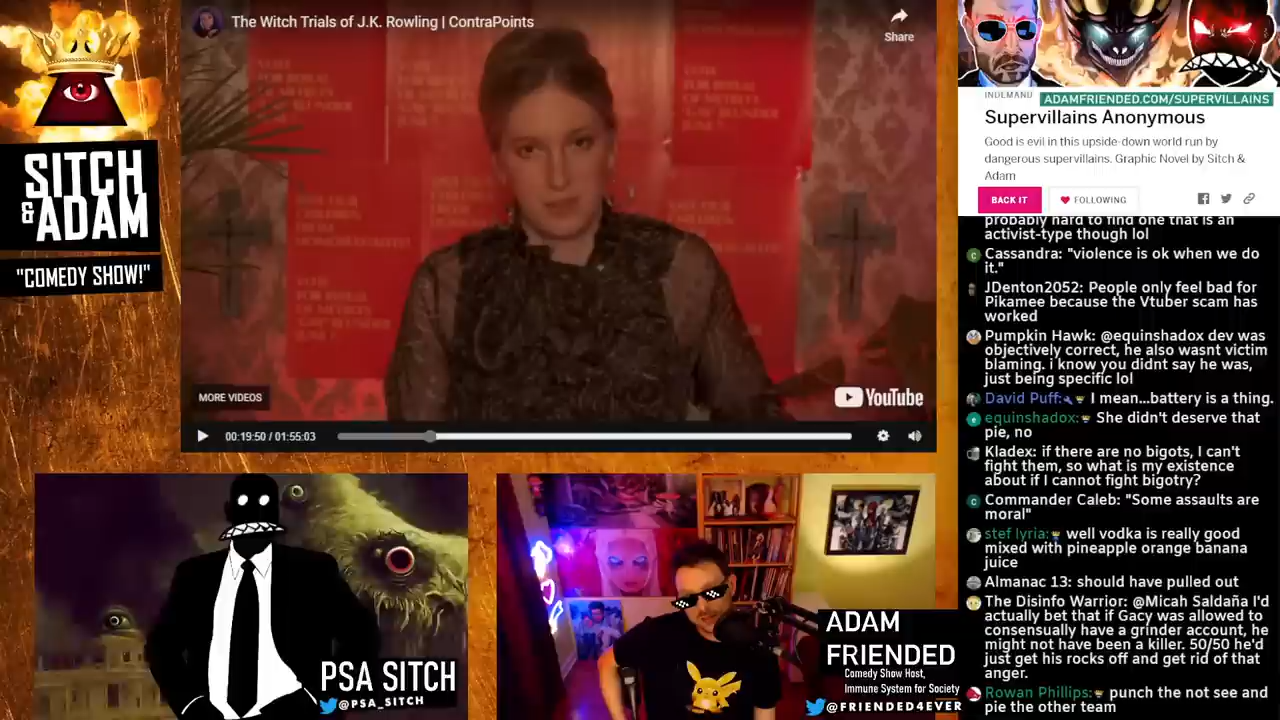 The Witch Trials of J.K. Rowling | ContraPoints
Share
MORE VIDEOS
YouTube
00:19:50 / 01:55:03
SITCH
& ADAM
"COMEDY SHOW!"
PSA SITCH
@PSA_SITCH
ADAM
FRIENDED
Comedy Show Host,
Immune System for Society
@FRIENDED4EVER
INDEMAND
ADAMFRIENDED.COM/SUPERVILLAINS
Supervillains Anonymous
Good is evil in this upside-down world run by
dangerous supervillains. Graphic Novel by Sitch &
Adam
BACK IT
FOLLOWING
probably hard to find one that is an
activist-type though lol
Cassandra: "violence is ok when we do
it."
JDenton2052: People only feel bad for
Pikamee because the Vtuber scam has
worked
Pumpkin Hawk: @equinshadox dev was
objectively correct, he also wasnt victim
blaming. i know you didnt say he was,
just being specific lol
David Puff: I mean...battery is a thing.
equinshadox: She didn't deserve that
pie, no
Kladex: if there are no bigots, I can't
fight them, so what is my existence
about if I cannot fight bigotry?
Commander Caleb: "Some assaults are
moral"
stef lyria: well vodka is really good
mixed with pineapple orange banana
juice
Almanac 13: should have pulled out
The Disinfo Warrior: @Micah Saldaña I'd
actually bet that if Gacy was allowed to
consensually have a grinder account, he
might not have been a killer. 50/50 he'd
just get his rocks off and get rid of that
anger.
Rowan Phillips: punch the not see and
pie the other team